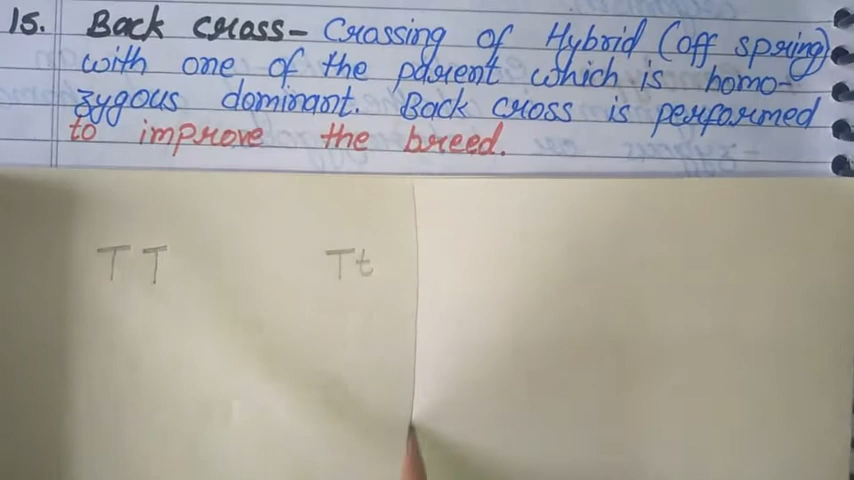 15. Back cross- Crossing of Hybrid (off spring)
with one of the parent which is homo-
zygous dominant. Back cross is performed
to improve the breed.
TT Tt